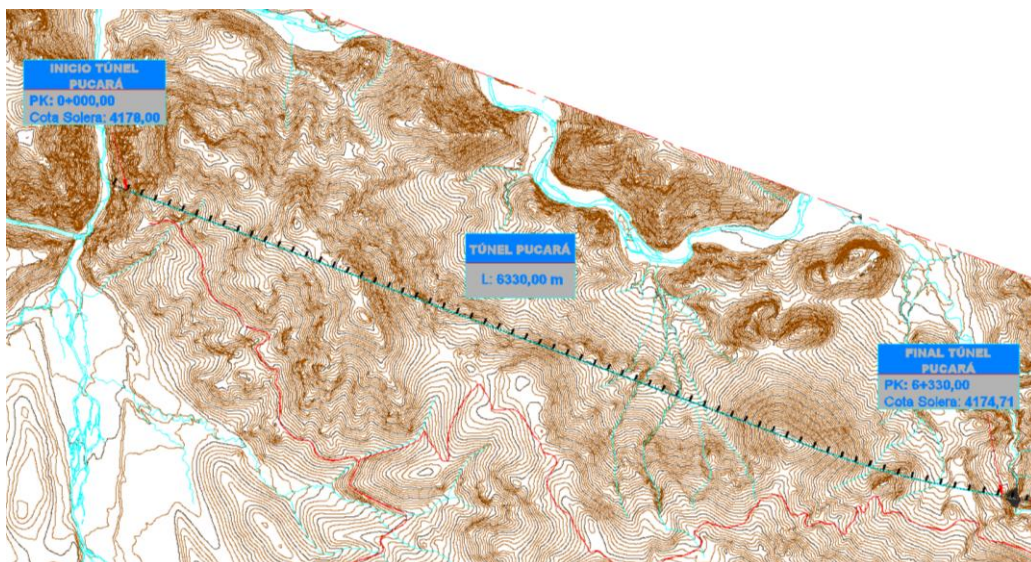 INICIO TÚNEL
PUCARÁ
PK: 0+000,00
Cota Solera: 4178,00
TÚNEL PUCARÁ
L: 6330,00 m
FINAL TÚNEL
PUCARÁ
PK: 6+330,00
Cota Solera: 4174,71